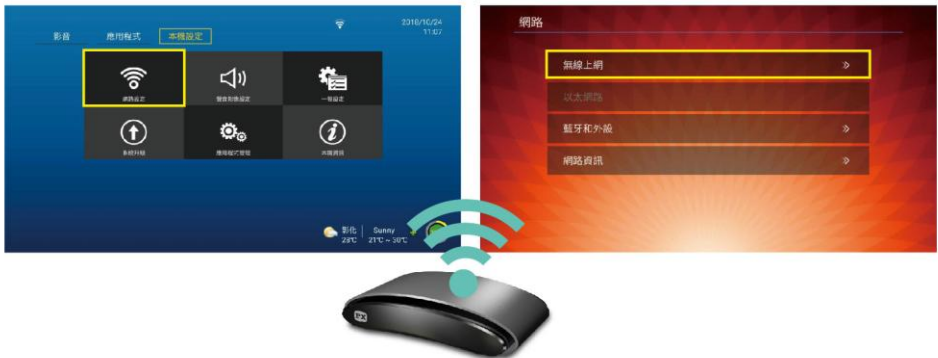 2018/10/24
11:07
影音 應用程式 本機設定
網路設定 聲音影像設定 一般設定
系統升級 應用程式管理 本機資訊
彰化 Sunny
23℃ 21℃ ~ 30℃
網路
無線上網
以太網路
藍牙和外設
網路資訊